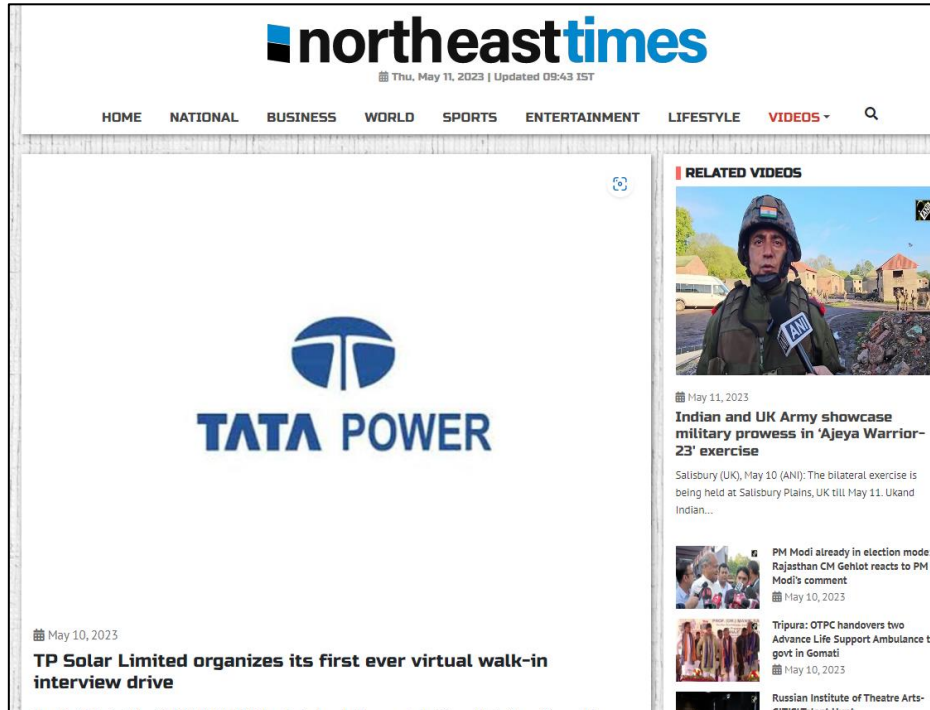 northeasttimes
Thu, May 11, 2023 | Updated 09:43 IST
HOME NATIONAL BUSINESS WORLD SPORTS ENTERTAINMENT LIFESTYLE VIDEOS
TATA POWER
May 10, 2023
TP Solar Limited organizes its first ever virtual walk-in
interview drive
RELATED VIDEOS
ANI
May 11, 2023
Indian and UK Army showcase
military prowess in ‘Ajeya Warrior-
23’ exercise
Salisbury (UK), May 10 (ANI): The bilateral exercise is
being held at Salisbury Plains, UK till May 11. Ukand
Indian...
PM Modi already in election mode
Rajasthan CM Gehlot reacts to PM
Modi’s comment
May 10, 2023
Tripura: OTPC handovers two
Advance Life Support Ambulance t
govt in Gomati
May 10, 2023
Russian Institute of Theatre Arts-